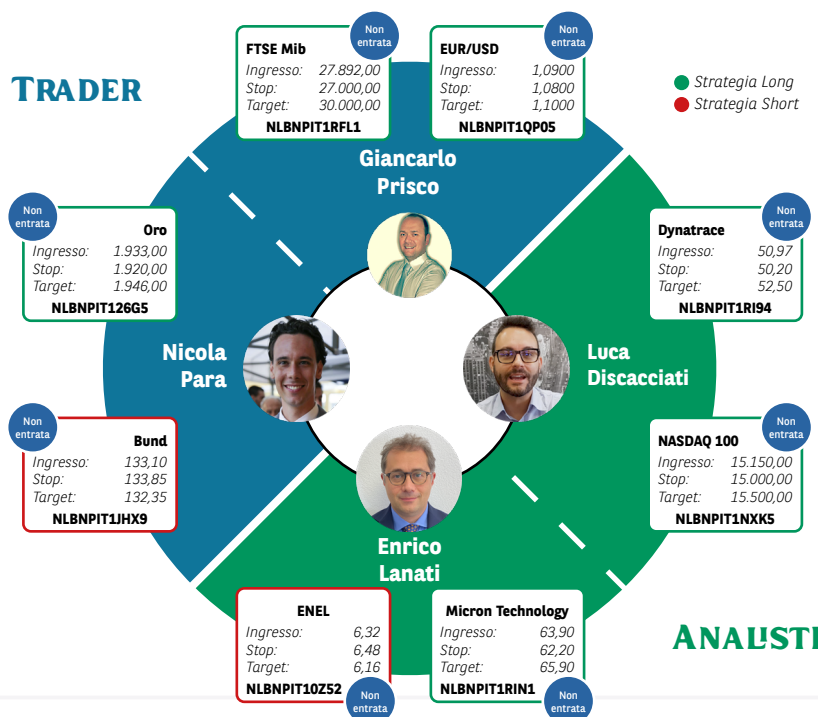 TRADER
Non
entrata
FTSE Mib
Ingresso: 27.892,00
Stop: 27.000,00
Target: 30.000,00
NLBNPIT1RFL1
Non
entrata
EUR/USD
Ingresso: 1,0900
Stop: 1,0800
Target: 1,1000
NLBNPIT1QP05
Strategia Long
Strategia Short
Giancarlo
Prisco
Non
entrata
Oro
Ingresso: 1.933,00
Stop: 1.920,00
Target: 1.946,00
NLBNPIT126G5
Non
entrata
Dynatrace
Ingresso: 50,97
Stop: 50,20
Target: 52,50
NLBNPIT1RI94
Nicola
Para
Luca
Discacciati
Non
entrata
Bund
Ingresso: 133,10
Stop: 133,85
Target: 132,35
NLBNPIT1JHX9
Non
entrata
NASDAQ 100
Ingresso: 15.150,00
Stop: 15.000,00
Target: 15.500,00
NLBNPIT1NXK5
Enrico
Lanati
ENEL
Ingresso: 6,32
Stop: 6,48
Target: 6,16
NLBNPIT10Z52
Non
entrata
Micron Technology
Ingresso: 63,90
Stop: 62,20
Target: 65,90
NLBNPIT1RIN1
Non
entrata
ANALISTI